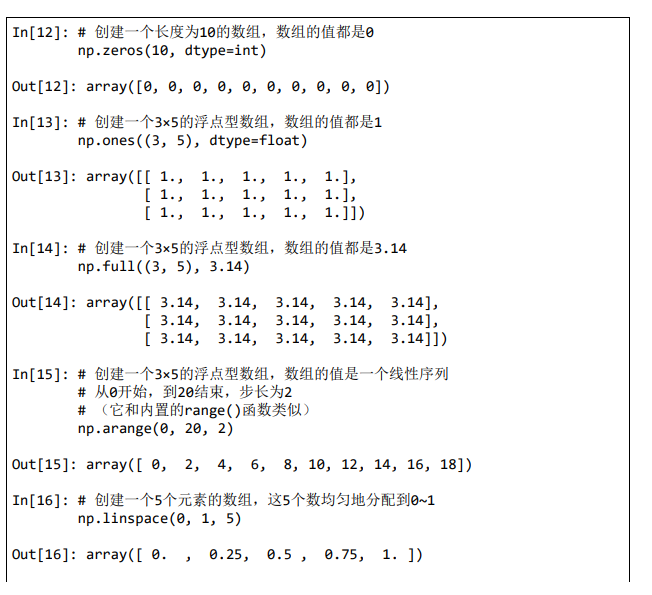 In[12]: # 创建一个长度为10的数组，数组的值都是0
        np.zeros(10, dtype=int)
Out[12]: array([0, 0, 0, 0, 0, 0, 0, 0, 0, 0])
In[13]: # 创建一个3×5的浮点型数组，数组的值都是1
        np.ones((3, 5), dtype=float)
Out[13]: array([[ 1.,  1.,  1.,  1.,  1.],
                [ 1.,  1.,  1.,  1.,  1.],
                [ 1.,  1.,  1.,  1.,  1.]])
In[14]: # 创建一个3×5的浮点型数组，数组的值都是3.14
        np.full((3, 5), 3.14)
Out[14]: array([[ 3.14,  3.14,  3.14,  3.14,  3.14],
                [ 3.14,  3.14,  3.14,  3.14,  3.14],
                [ 3.14,  3.14,  3.14,  3.14,  3.14]])
In[15]: # 创建一个3×5的浮点型数组，数组的值是一个线性序列
        # 从0开始，到20结束，步长为2
        # （它和内置的range()函数类似）
        np.arange(0, 20, 2)
Out[15]: array([ 0,  2,  4,  6,  8, 10, 12, 14, 16, 18])
In[16]: # 创建一个5个元素的数组，这5个数均匀地分配到0~1
        np.linspace(0, 1, 5)
Out[16]: array([ 0.  ,  0.25,  0.5 ,  0.75,  1. ])